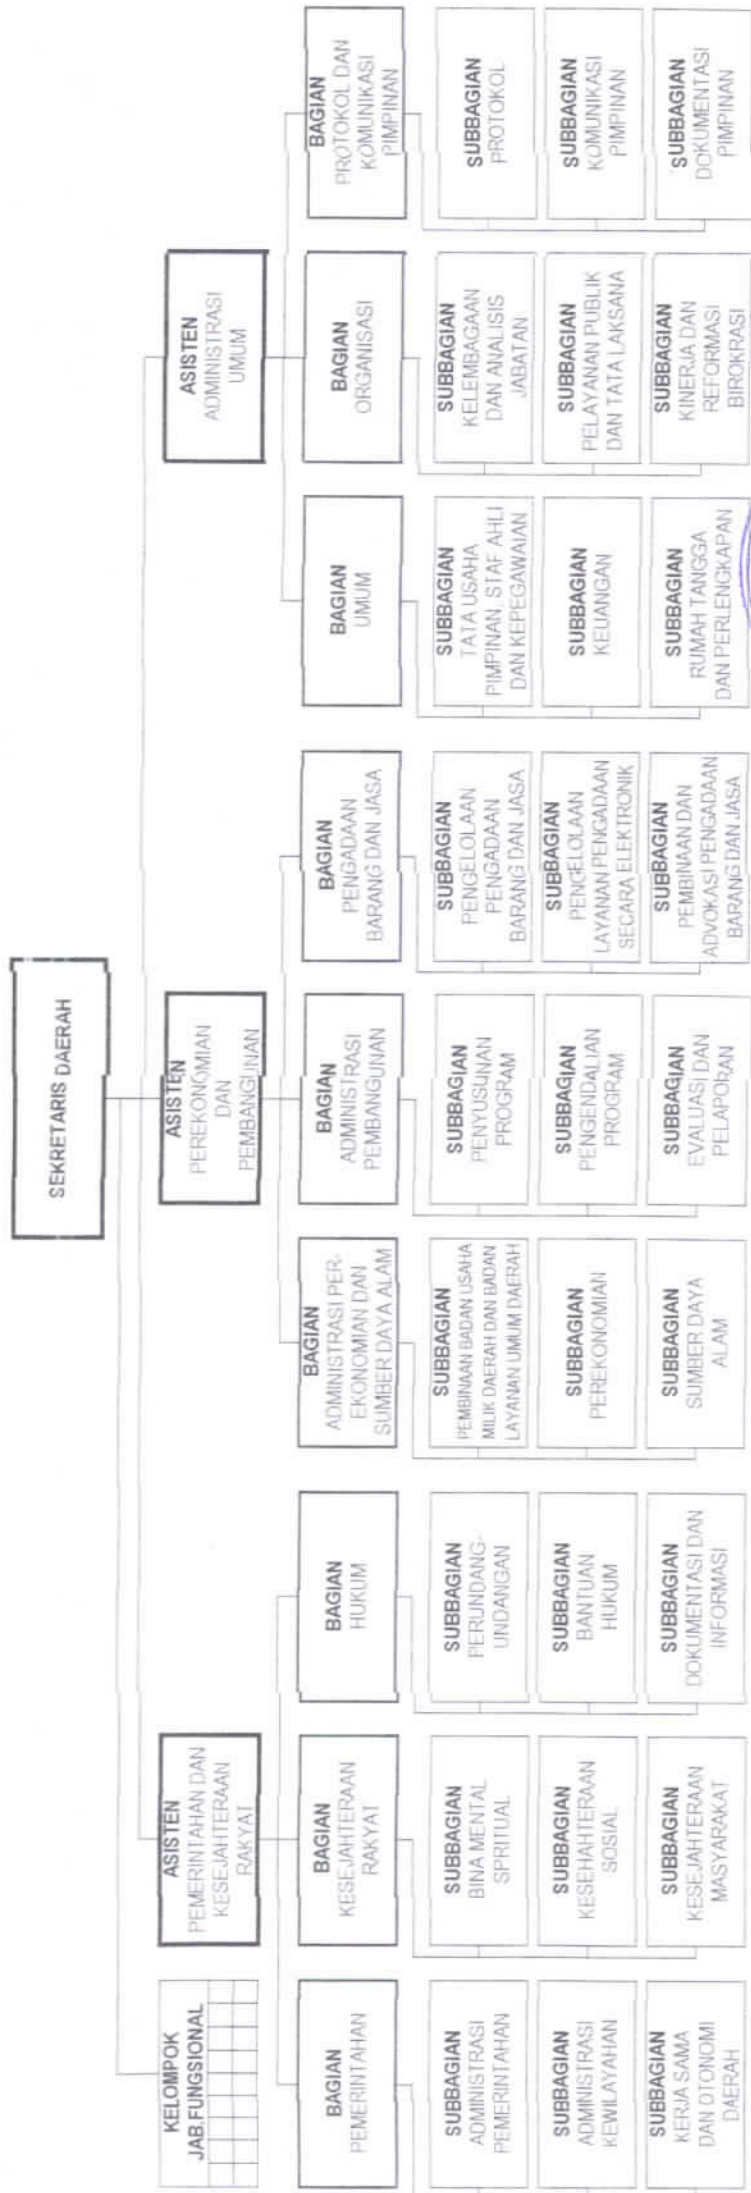 SEKRETARIS DAERAH
KELOMPOK
JAB.FUNGSIONAL
ASISTEN
PEMERINTAHAN DAN
KESEJAHTERAAN
RAKYAT
ASISTEN
PEREKONOMIAN
DAN
PEMBANGUNAN
ASISTEN
ADMINISTRASI
UMUM
BAGIAN
PEMERINTAHAN
BAGIAN
KESEJAHTERAAN
RAKYAT
BAGIAN
HUKUM
BAGIAN
ADMINISTRASI PER-
EKONOMIAN DAN
SUMBER DAYA ALAM
BAGIAN
ADMINISTRASI
PEMBANGUNAN
BAGIAN
PENGADAAN
BARANG DAN JASA
BAGIAN
UMUM
BAGIAN
ORGANISASI
BAGIAN
PROTOKOL DAN
KOMUNIKASI
PIMPINAN
SUBBAGIAN
ADMINISTRASI
PEMERINTAHAN
SUBBAGIAN
BINA MENTAL
SPRITUAL
SUBBAGIAN
PERUNDANG-
UNDANGAN
SUBBAGIAN
PEMBINAAN BADAN USAHA
MILIK DAERAH DAN BADAN
LAYANAN UMUM DAERAH
SUBBAGIAN
PENYUSUNAN
PROGRAM
SUBBAGIAN
PENGELOLAAN
PENGADAAN
BARANG DAN JASA
SUBBAGIAN
TATA USAHA
PIMPINAN, STAF AHLI
DAN KEPEGAWAIAN
SUBBAGIAN
KELEMBAGAAN
DAN ANALISIS
JABATAN
SUBBAGIAN
PROTOKOL
SUBBAGIAN
ADMINISTRASI
KEWILAYAHAN
SUBBAGIAN
KESEHAHTERAAN
SOSIAL
SUBBAGIAN
BANTUAN
HUKUM
SUBBAGIAN
PEREKONOMIAN
SUBBAGIAN
PENGENDALIAN
PROGRAM
SUBBAGIAN
PENGELOLAAN
LAYANAN PENGADAAN
SECARA ELEKTRONIK
SUBBAGIAN
KEUANGAN
SUBBAGIAN
PELAYANAN PUBLIK
DAN TATA LAKSANA
SUBBAGIAN
KOMUNIKASI
PIMPINAN
SUBBAGIAN
KERJA SAMA
DAN OTONOMI
DAERAH
SUBBAGIAN
KESEJAHTERAAN
MASYARAKAT
SUBBAGIAN
DOKUMENTASI DAN
INFORMASI
SUBBAGIAN
SUMBER DAYA
ALAM
SUBBAGIAN
EVALUASI DAN
PELAPORAN
SUBBAGIAN
PEMBINAAN DAN
ADVOKASI PENGADAAN
BARANG DAN JASA
SUBBAGIAN
RUMAH TANGGA
DAN PERLENGKAPAN
SUBBAGIAN
KINERJA DAN
REFORMASI
BIROKRASI
SUBBAGIAN
DOKUMENTASI
PIMPINAN